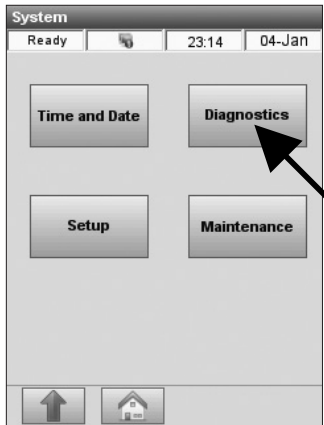 System
Ready 23:14 04-Jan
Time and Date Diagnostics
Setup Maintenance